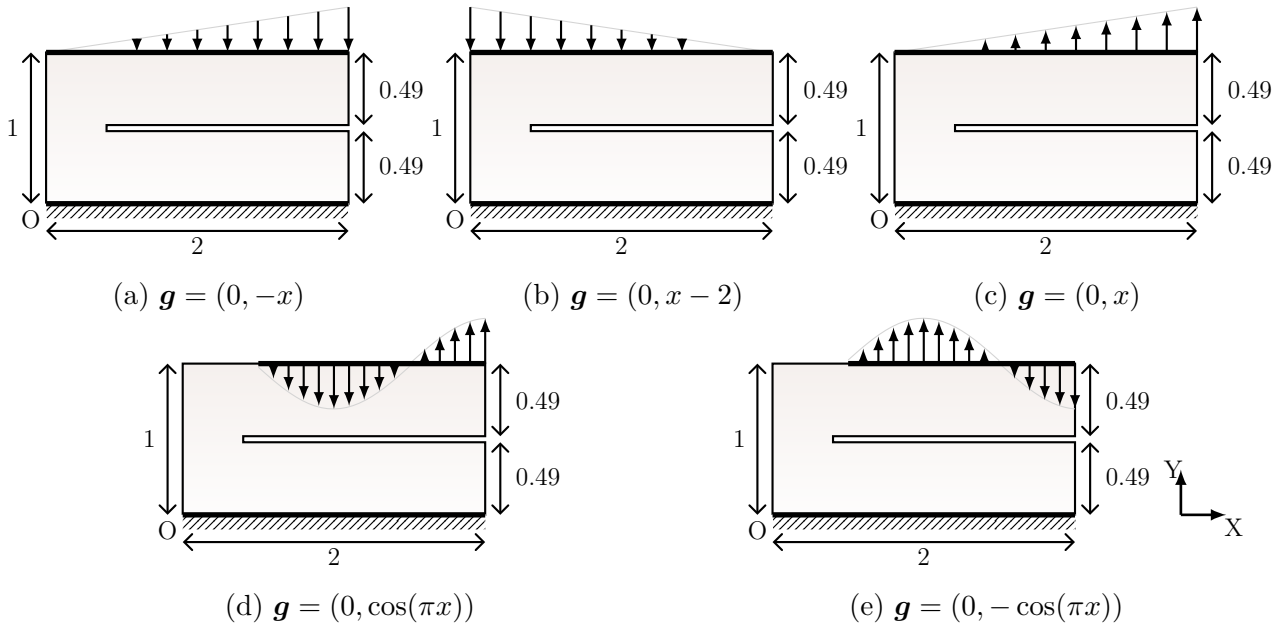 1
0.49
0.49
O
2
(a) g = (0, −x)
1
0.49
0.49
2
(b) g = (0, x − 2)
1
0.49
0.49
O
2
(c) g = (0, x)
1
0.49
0.49
O
2
(d) g = (0, cos(πx))
1
0.49
0.49
O
2
(e) g = (0, − cos(πx))
Y
X